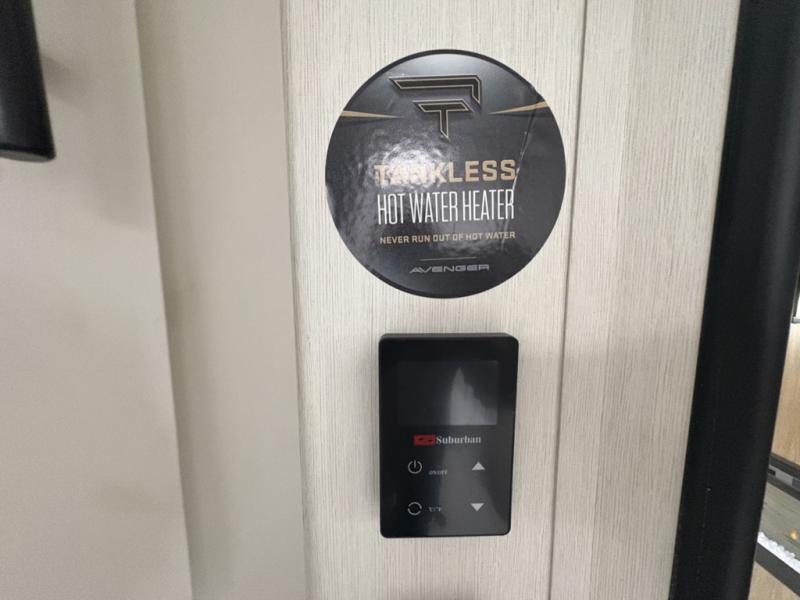 TANKLESS
HOT WATER HEATER
NEVER RUN OUT OF HOT WATER
AVENGER
Suburban
ON/OFF
°C/°F